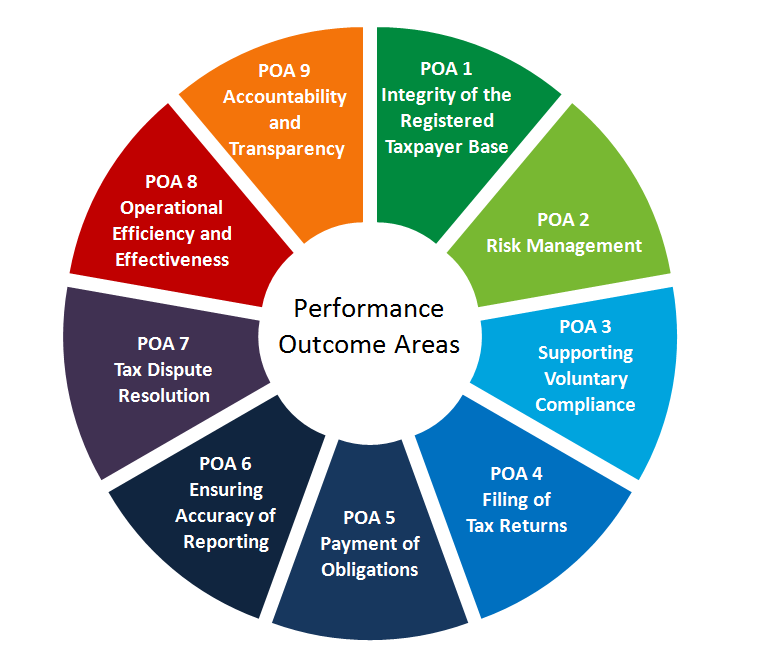 POA 1
Integrity of the
Registered
Taxpayer Base
POA 2
Risk Management
POA 3
Supporting
Voluntary
Compliance
POA 4
Filing of
Tax Returns
POA 5
Payment of
Obligations
POA 6
Ensuring
Accuracy of
Reporting
POA 7
Tax Dispute
Resolution
POA 8
Operational
Efficiency and
Effectiveness
POA 9
Accountability
and
Transparency
Performance
Outcome Areas